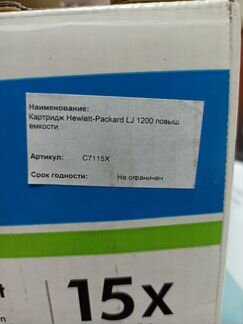 Наименование:
Картридж Hewlett-Packard LJ 1200 повыш.
емкости
Артикул: C7115X
Срок годности: Не ограничен
15x